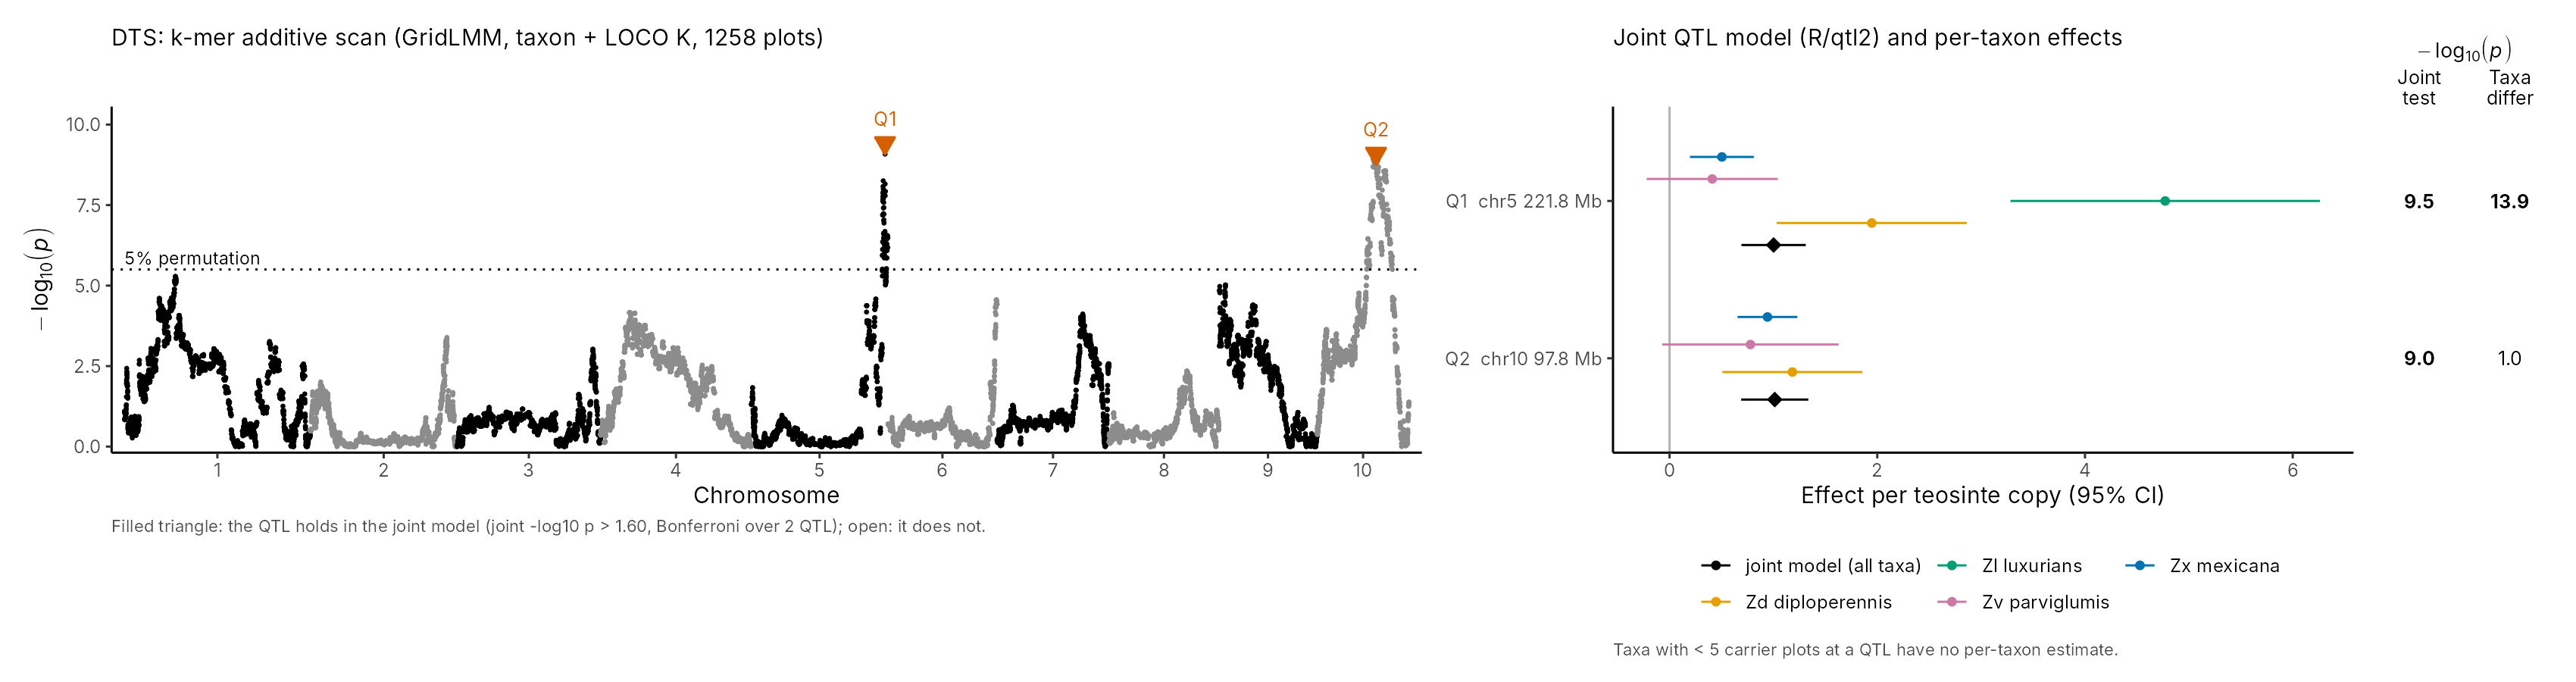 DTS: k-mer additive scan (GridLMM, taxon + LOCO K, 1258 plots)
Q1
Q2
5% permutation
10.0
7.5
5.0
2.5
0.0
−log10(p)
1 2 3 4 5 6 7 8 9 10
Chromosome
Filled triangle: the QTL holds in the joint model (joint -log10 p > 1.60, Bonferroni over 2 QTL); open: it does not.
Joint QTL model (R/qtl2) and per-taxon effects
−log10(p)
Joint test
Taxa differ
Q1 chr5 221.8 Mb
9.5 13.9
Q2 chr10 97.8 Mb
9.0 1.0
0 2 4 6
Effect per teosinte copy (95% CI)
joint model (all taxa) Zl luxurians Zx mexicana
Zd diploperennis Zv parviglumis
Taxa with < 5 carrier plots at a QTL have no per-taxon estimate.